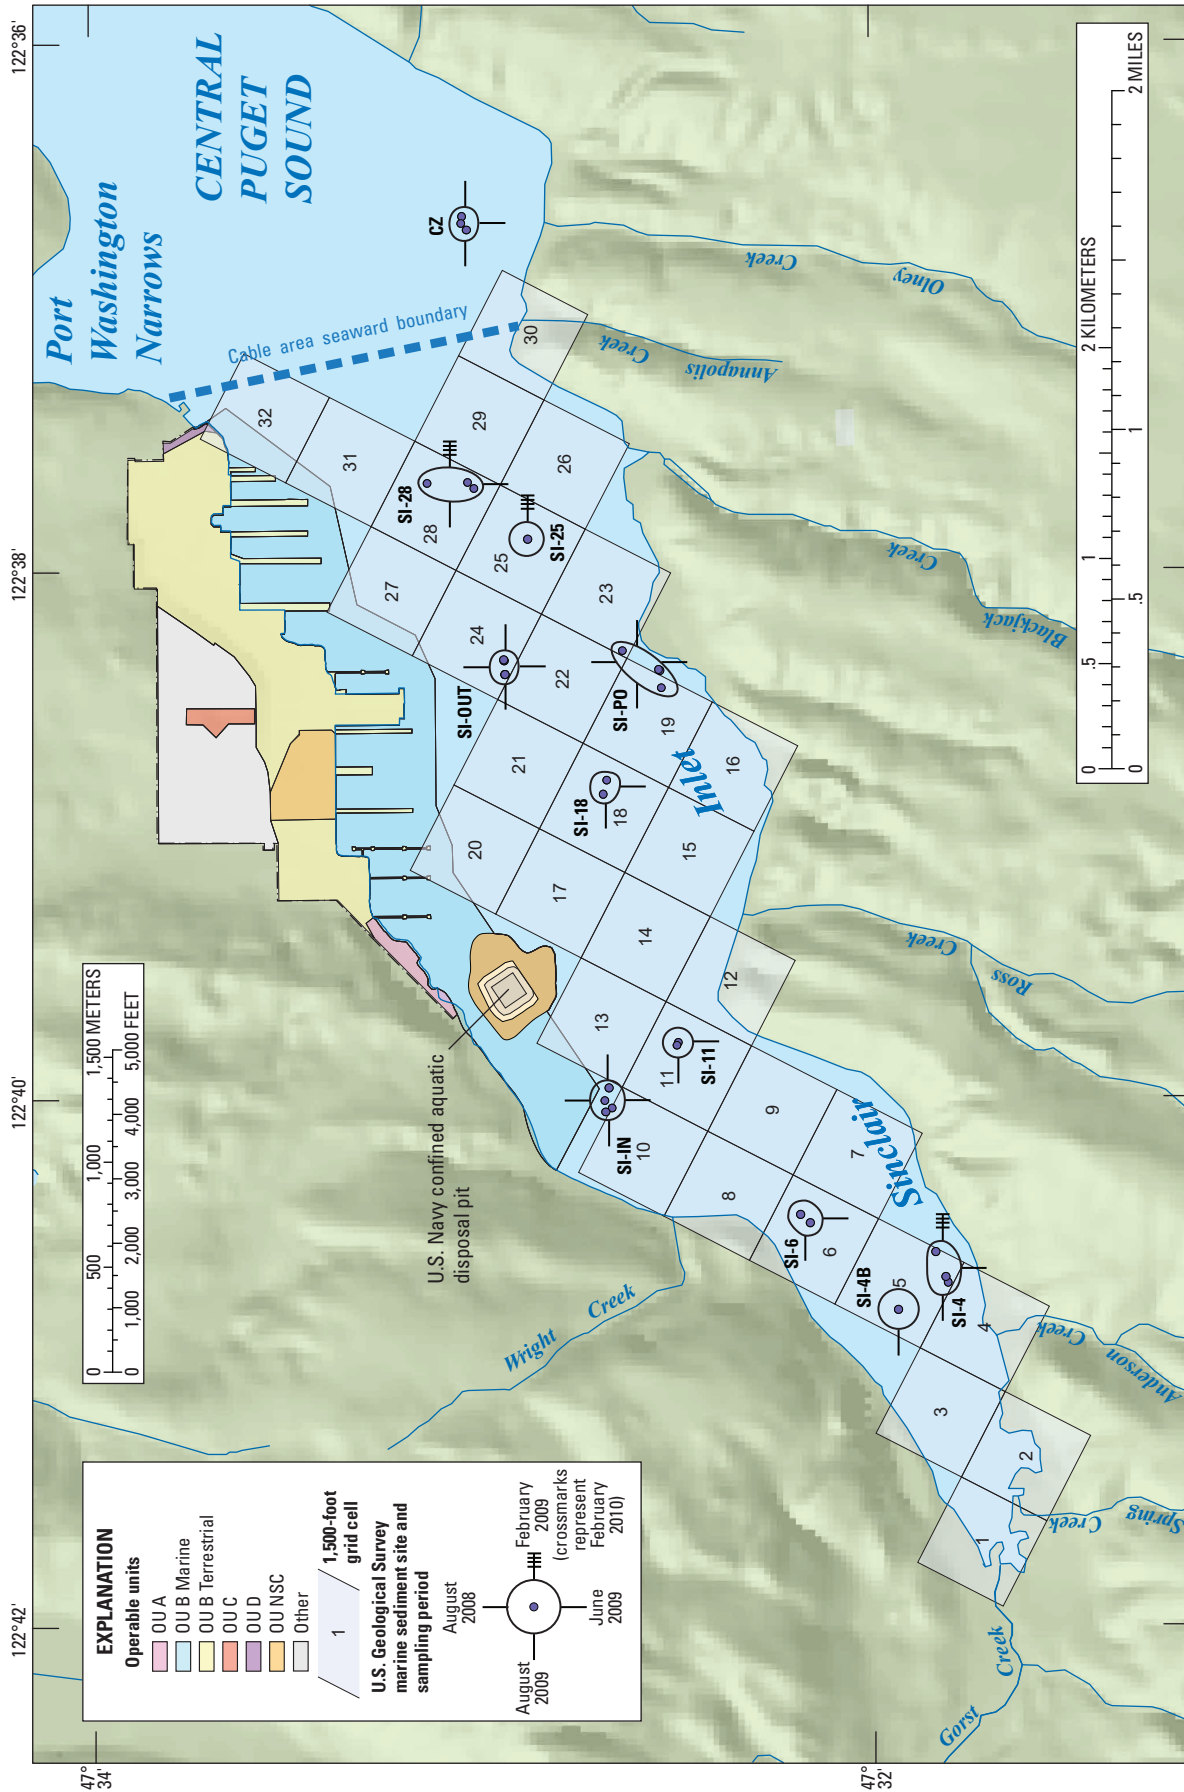 122°42'
122°40'
122°38'
122°36'
47°
34'
47°
32'
EXPLANATION
Operable units
OU A
OU B Marine
OU B Terrestrial
OU C
OU D
OU NSC
Other
1
1,500-foot
grid cell
U.S. Geological Survey
marine sediment site and
sampling period
August
2008
August
2009
February
2009
(crossmarks
represent
February
2010)
June
2009
0 500 1,000 1,500 METERS
0 1,000 2,000 3,000 4,000 5,000 FEET
Port
Washington
Narrows
CENTRAL
PUGET
SOUND
Cable area seaward boundary
U.S. Navy confined aquatic
disposal pit
Wright
Creek
Gorst
Creek
Spring
Creek
Anderson
Creek
Ross
Creek
Blackjack
Creek
Annapolis
Creek
Olney
Creek
Sinclair
Inlet
CZ
SI-28
SI-25
SI-OUT
SI-PO
SI-18
SI-IN
SI-11
SI-6
SI-4B
SI-4
1
2
3
4
5
6
7
8
9
10
11
12
13
14
15
16
17
18
19
20
21
22
23
24
25
26
27
28
29
30
31
32
0 .5 1 2 KILOMETERS
0 .5 1 2 MILES